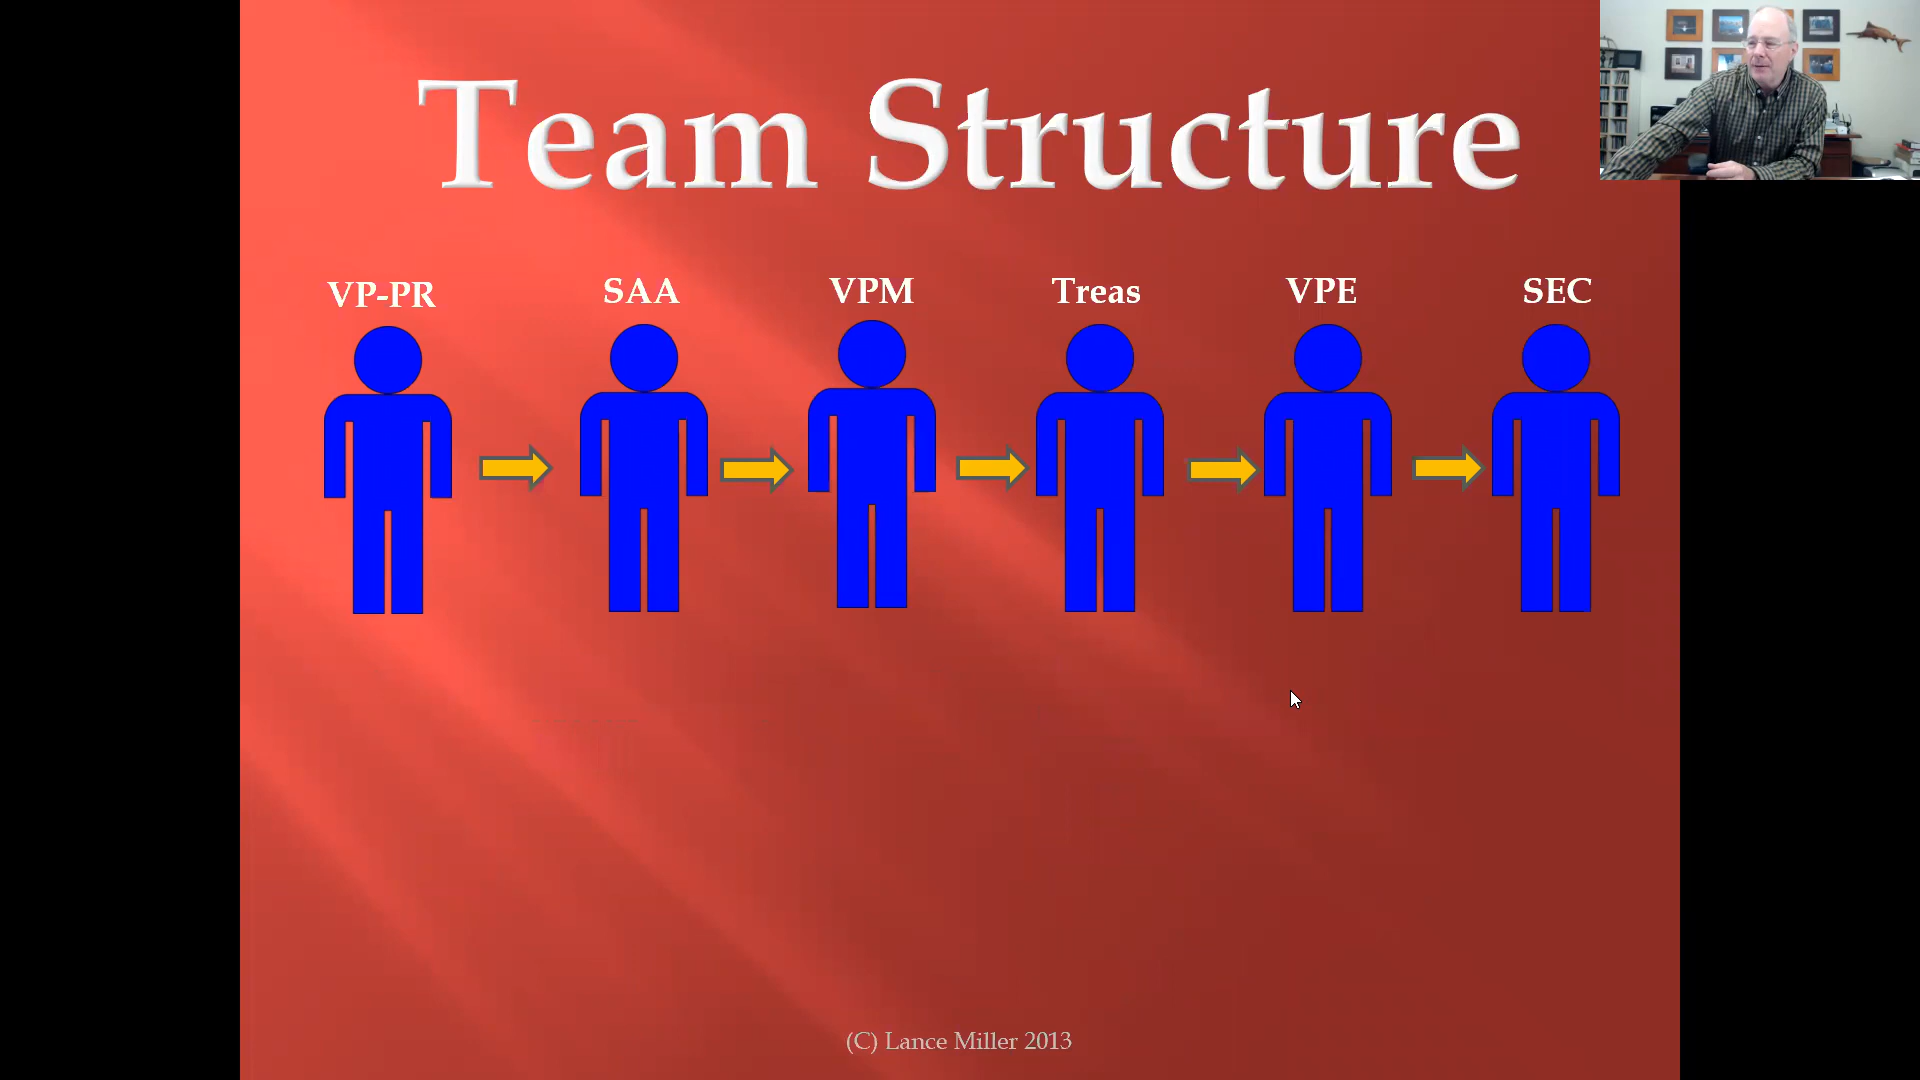 Team Structure
VP-PR SAA VPM Treas VPE SEC
(C) Lance Miller 2013